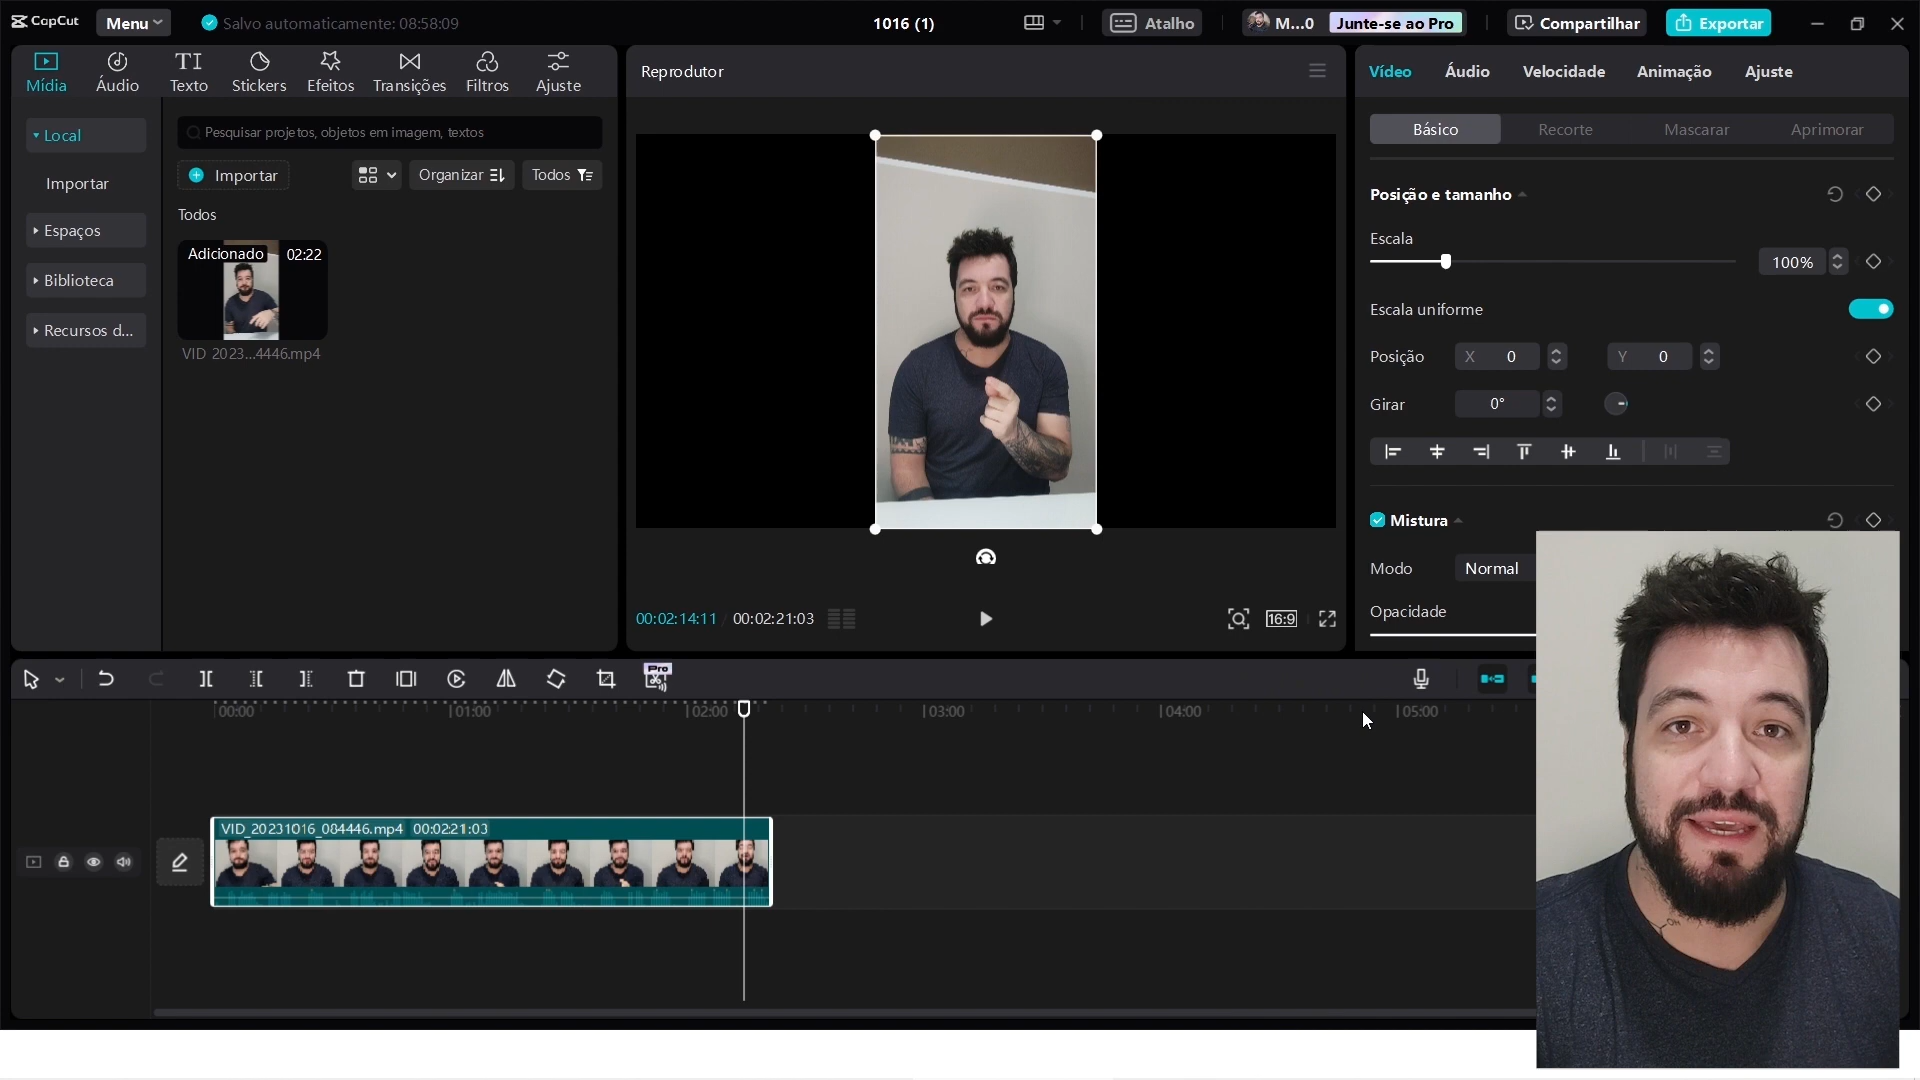 CapCut Menu Salvo automaticamente: 08:58:09 1016 (1) Atalho M...0 Junte-se ao Pro Compartilhar Exportar
Mídia Áudio Texto Stickers Efeitos Transições Filtros Ajuste
Local
Importar
Espaços
Biblioteca
Recursos d...
Pesquisar projetos, objetos em imagem, textos
Importar Organizar Todos
Todos
Adicionado 02:22
VID 2023...4446.mp4
Reprodutor
00:02:14:11 00:02:21:03 16:9
Vídeo Áudio Velocidade Animação Ajuste
Básico Recorte Mascarar Aprimorar
Posição e tamanho
Escala
100%
Escala uniforme
Posição X 0 Y 0
Girar 0°
Mistura
Modo Normal
Opacidade
Pro
00:00 01:00 02:00 03:00 04:00 05:00
VID_20231016_084446.mp4 00:02:21:03